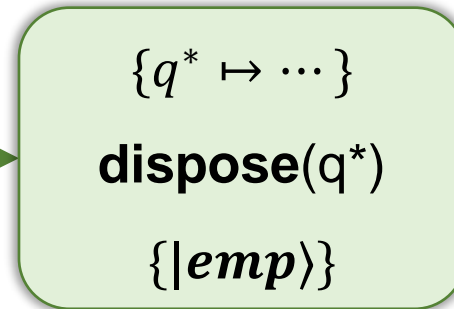 {q* ↦ ⋯ }
dispose(q*)
{|emp⟩}